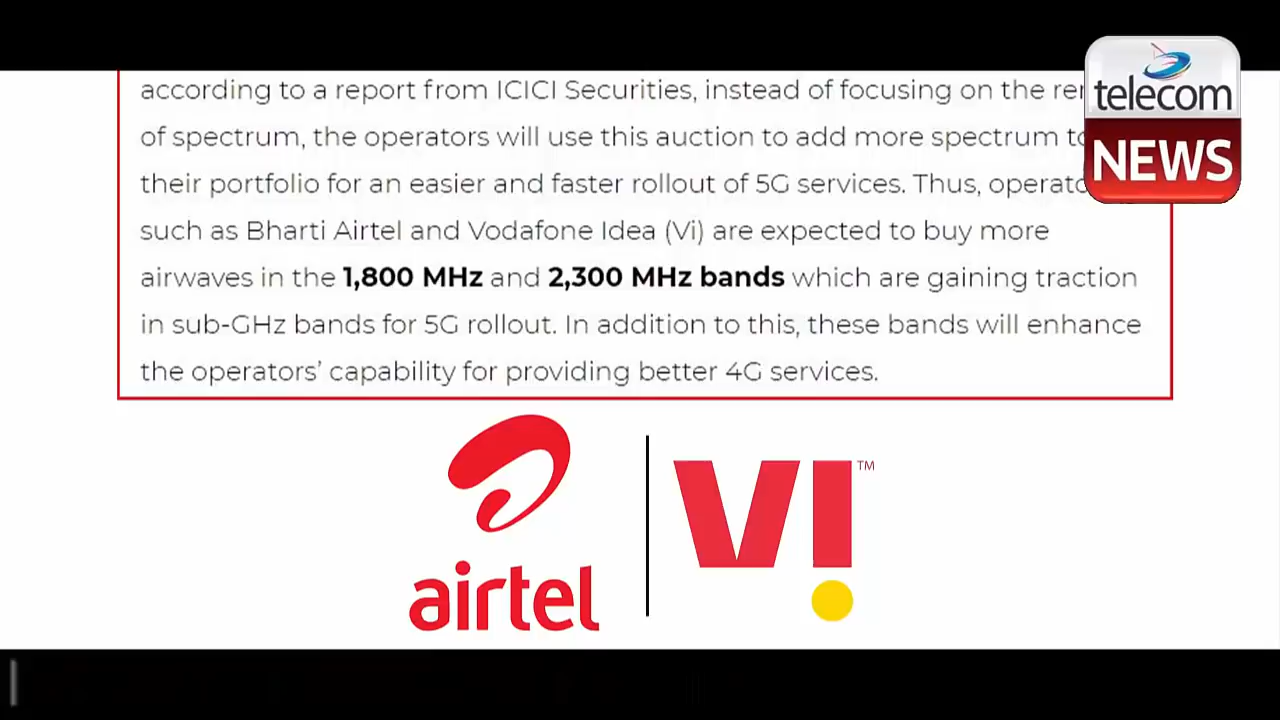 according to a report from ICICI Securities, instead of focusing on the
of spectrum, the operators will use this auction to add more spectrum to
their portfolio for an easier and faster rollout of 5G services. Thus,
such as Bharti Airtel and Vodafone Idea (Vi) are expected to buy more
airwaves in the 1,800 MHz and 2,300 MHz bands which are gaining traction
in sub-GHz bands for 5G rollout. In addition to this, these bands will enhance
the operators' capability for providing better 4G services.
telecom
NEWS
airtel
VI
TM